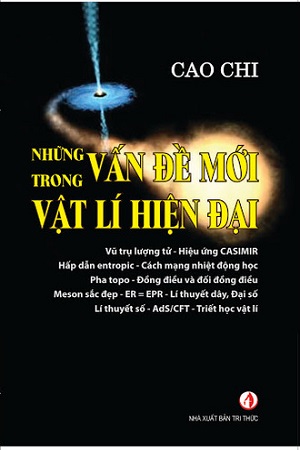 CAO CHI
NHỮNG VẤN ĐỀ MỚI
TRONG
VẬT LÍ HIỆN ĐẠI
Vũ trụ lượng tử - Hiệu ứng CASIMIR
Hấp dẫn entropic - Cách mạng nhiệt động học
Pha topo - Đồng điều và đối đồng điều
Meson sắc đẹp - ER = EPR - Lí thuyết dây, Đại số
Lí thuyết số - AdS/CFT - Triết học vật lí
NHÀ XUẤT BẢN TRI THỨC